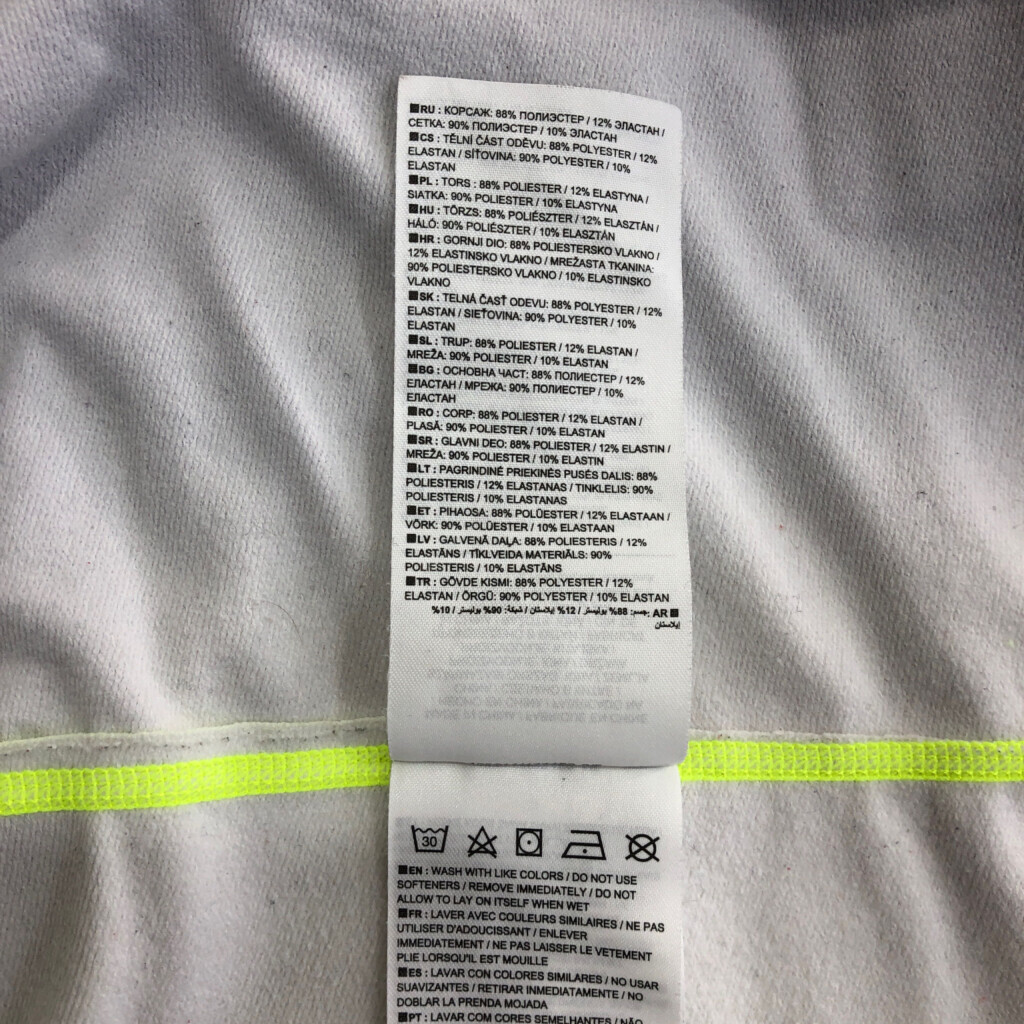 ■RU : КОРСАЖ: 88% ПОЛИЭСТЕР / 12% ЭЛАСТАН /
СЕТКА: 90% ПОЛИЭСТЕР / 10% ЭЛАСТАН
■CS : TĚLNÍ ČÁST ODĚVU: 88% POLYESTER / 12%
ELASTAN / SÍŤOVINA: 90% POLYESTER / 10%
ELASTAN
■PL : TORS : 88% POLIESTER / 12% ELASTYNA /
SIATKA: 90% POLIESTER / 10% ELASTYNA
■HU : TÖRZS: 88% POLIÉSZTER / 12% ELASZTÁN /
HÁLÓ: 90% POLIÉSZTER / 10% ELASZTÁN
■HR : GORNJI DIO: 88% POLIESTERSKO VLAKNO /
12% ELASTINSKO VLAKNO / MREŽASTA TKANINA:
90% POLIESTERSKO VLAKNO / 10% ELASTINSKO
VLAKNO
■SK : TELNÁ ČASŤ ODEVU: 88% POLYESTER / 12%
ELASTAN / SIEŤOVINA: 90% POLYESTER / 10%
ELASTAN
■SL : TRUP: 88% POLIESTER / 12% ELASTAN /
MREŽA: 90% POLIESTER / 10% ELASTAN
■BG : ОСНОВНА ЧАСТ: 88% ПОЛИЕСТЕР / 12%
ЕЛАСТАН / МРЕЖА: 90% ПОЛИЕСТЕР / 10%
ЕЛАСТАН
■RO : CORP: 88% POLIESTER / 12% ELASTAN /
PLASĂ: 90% POLIESTER / 10% ELASTAN
■SR : GLAVNI DEO: 88% POLIESTER / 12% ELASTIN /
MREŽA: 90% POLIESTER / 10% ELASTIN
■LT : PAGRINDINĖ PRIEKINĖS PUSĖS DALIS: 88%
POLIESTERIS / 12% ELASTANAS / TINKLELIS: 90%
POLIESTERIS / 10% ELASTANAS
■ET : PIHAOSA: 88% POLÜESTER / 12% ELASTAAN /
VÕRK: 90% POLÜESTER / 10% ELASTAAN
■LV : GALVENĀ DAĻA: 88% POLIESTERIS / 12%
ELASTĀNS / TĪKLVEIDA MATERIĀLS: 90%
POLIESTERIS / 10% ELASTĀNS
■TR : GÖVDE KISMI: 88% POLYESTER / 12%
ELASTAN / ÖRGÜ: 90% POLYESTER / 10% ELASTAN
■ AR : جسم: 88% بوليستر / 12% إيلاستان / شبكة: 90% بوليستر / 10%
إيلاستان
30
■EN : WASH WITH LIKE COLORS / DO NOT USE
SOFTENERS / REMOVE IMMEDIATELY / DO NOT
ALLOW TO LAY ON ITSELF WHEN WET
■FR : LAVER AVEC COULEURS SIMILAIRES / NE PAS
UTILISER D'ADOUCISSANT / ENLEVER
IMMEDIATEMENT / NE PAS LAISSER LE VETEMENT
PLIE LORSQU'IL EST MOUILLE
■ES : LAVAR CON COLORES SIMILARES / NO USAR
SUAVIZANTES / RETIRAR INMEDIATAMENTE / NO
DOBLAR LA PRENDA MOJADA
■PT : LAVAR COM CORES SEMELHANTES / NÃO